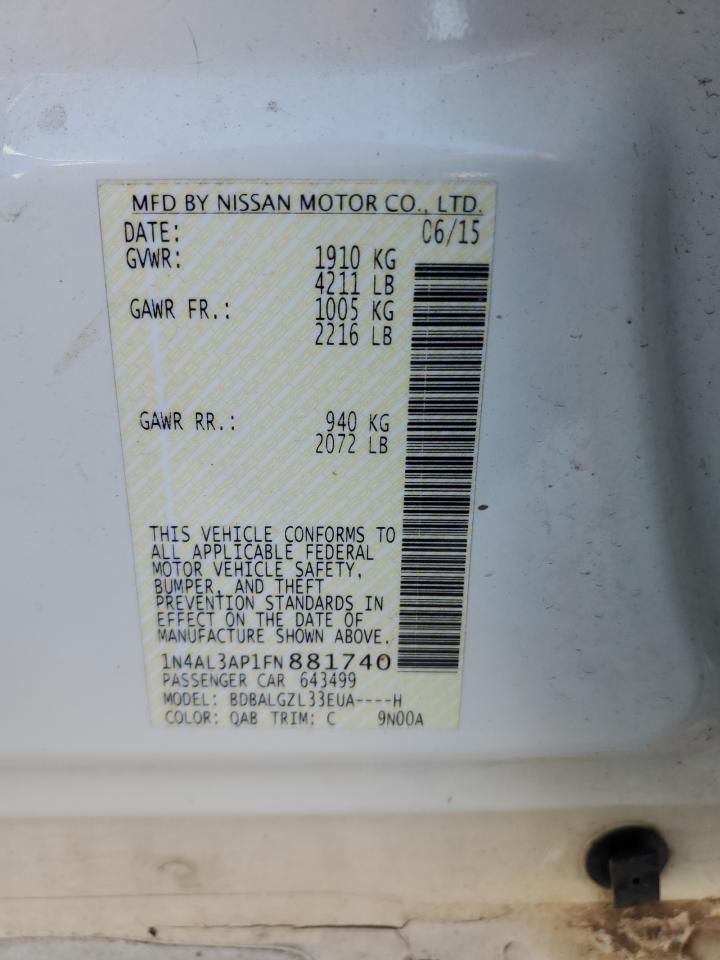 MFD BY NISSAN MOTOR CO., LTD.
DATE: 06/15
GVWR: 1910 KG
4211 LB
GAWR FR.: 1005 KG
2216 LB
GAWR RR.: 940 KG
2072 LB
THIS VEHICLE CONFORMS TO
ALL APPLICABLE FEDERAL
MOTOR VEHICLE SAFETY,
BUMPER, AND THEFT
PREVENTION STANDARDS IN
EFFECT ON THE DATE OF
MANUFACTURE SHOWN ABOVE.
1N4AL3AP1FN881740
PASSENGER CAR 643499
MODEL: BDBALGZL33EUA----H
COLOR: QAB TRIM: C 9N00A